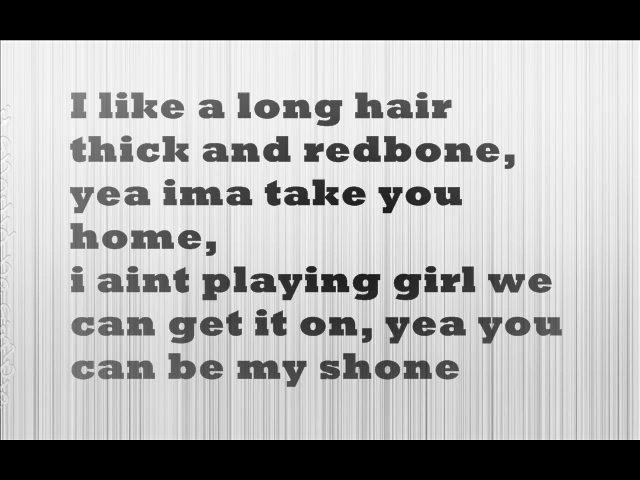 I like a long hair
thick and redbone,
yea ima take you
home,
i aint playing girl we
can get it on, yea you
can be my shone